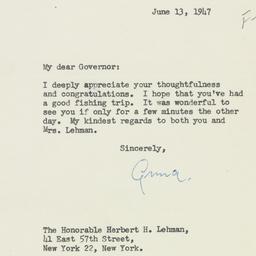 June 13, 1947
My dear Governor:
I deeply appreciate your thoughtfulness
and congratulations. I hope that you've had
a good fishing trip. It was wonderful to
see you if only for a few minutes the other
day. My kindest regards to both you and
Mrs. Lehman.
Sincerely,
Anna.
The Honorable Herbert H. Lehman,
41 East 57th Street,
New York 22, New York.